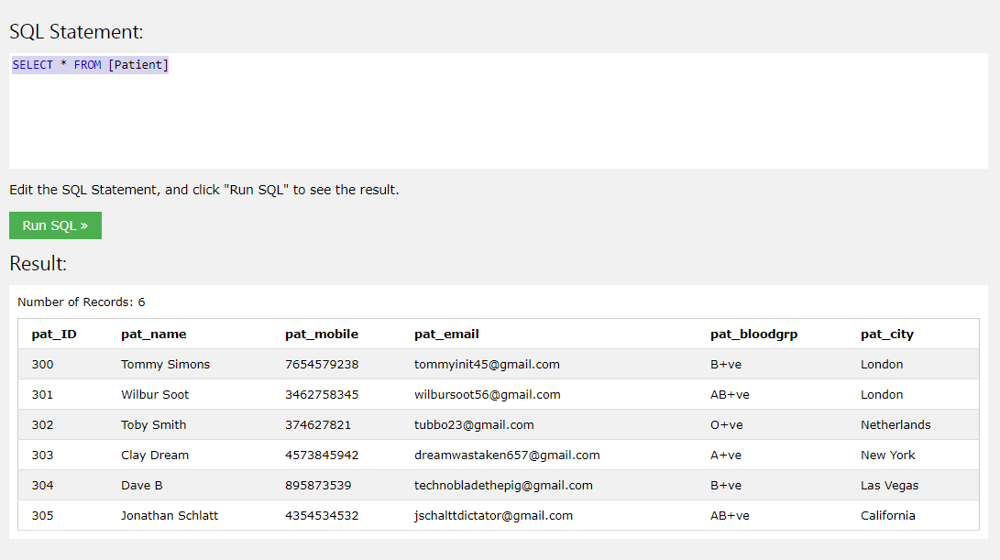 SQL Statement:
SELECT * FROM [Patient]
Edit the SQL Statement, and click "Run SQL" to see the result.
Run SQL »
Result:
Number of Records: 6
pat_ID pat_name pat_mobile pat_email pat_bloodgrp pat_city
300 Tommy Simons 7654579238 tommyinit45@gmail.com B+ve London
301 Wilbur Soot 3462758345 wilbursoot56@gmail.com AB+ve London
302 Toby Smith 374627821 tubbo23@gmail.com O+ve Netherlands
303 Clay Dream 4573845942 dreamwastaken657@gmail.com A+ve New York
304 Dave B 895873539 technobladethepig@gmail.com B+ve Las Vegas
305 Jonathan Schlatt 4354534532 jschalttdictator@gmail.com AB+ve California